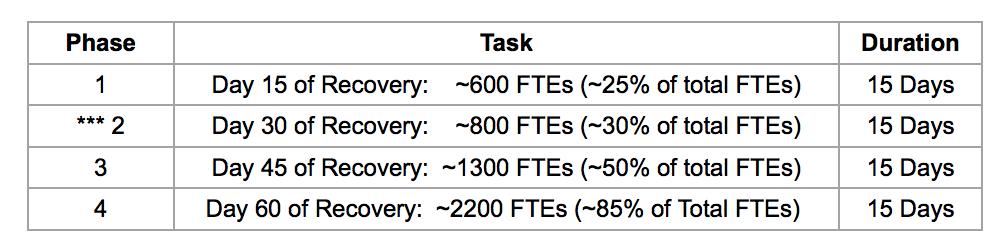 Phase Task Duration
1 Day 15 of Recovery: ~600 FTEs (~25% of total FTEs) 15 Days
*** 2 Day 30 of Recovery: ~800 FTEs (~30% of total FTEs) 15 Days
3 Day 45 of Recovery: ~1300 FTEs (~50% of total FTEs) 15 Days
4 Day 60 of Recovery: ~2200 FTEs (~85% of Total FTEs) 15 Days